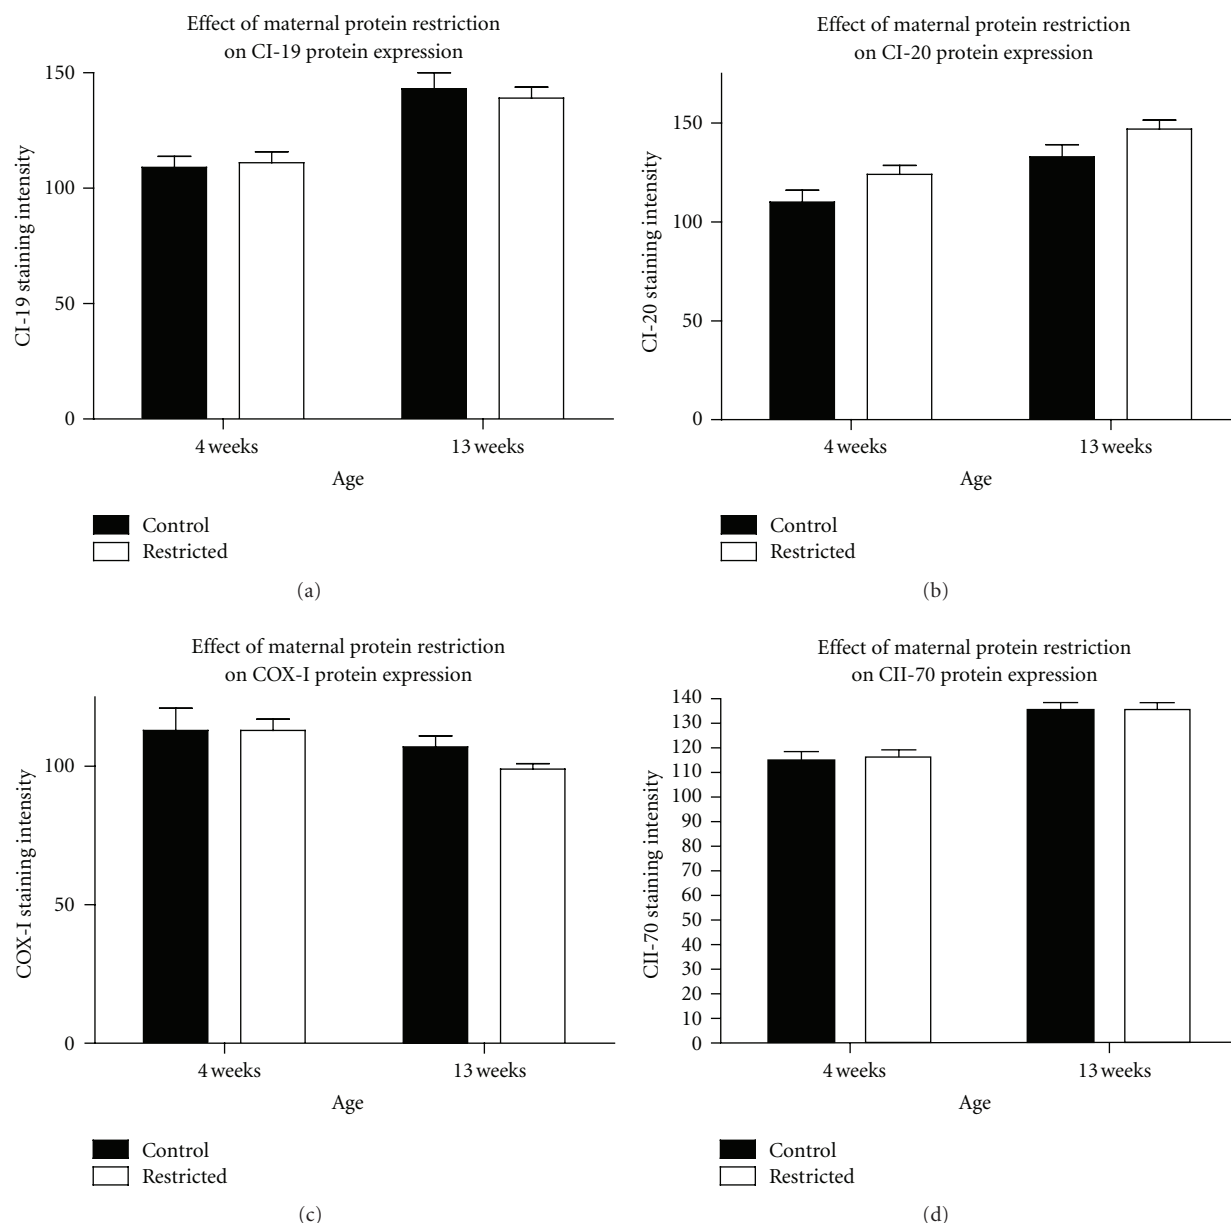 Effect of maternal protein restriction
on CI-19 protein expression
150
100
50
0
CI-19 staining intensity
4 weeks
13 weeks
Age
Control
Restricted
(a)
Effect of maternal protein restriction
on CI-20 protein expression
150
100
50
0
CI-20 staining intensity
4 weeks
13 weeks
Age
Control
Restricted
(b)
Effect of maternal protein restriction
on COX-I protein expression
100
50
0
COX-I staining intensity
4 weeks
13 weeks
Age
Control
Restricted
(c)
Effect of maternal protein restriction
on CII-70 protein expression
140
130
120
110
100
90
80
70
60
50
40
30
20
10
0
CII-70 staining intensity
4 weeks
13 weeks
Age
Control
Restricted
(d)